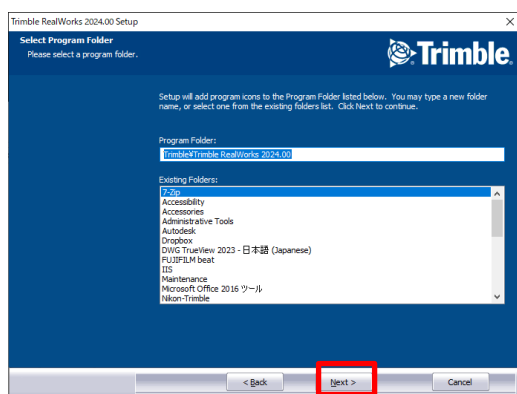 Trimble RealWorks 2024.00 Setup
Select Program Folder
Please select a program folder.
Trimble.
Setup will add program icons to the Program Folder listed below. You may type a new folder
name, or select one from the existing folders list. Click Next to continue.
Program Folder:
Trimble¥Trimble RealWorks 2024.00
Existing Folders:
7-Zip
Accessibility
Accessories
Administrative Tools
Autodesk
Dropbox
DWG TrueView 2023 - 日本語 (Japanese)
FUJIFILM beat
IIS
Maintenance
Microsoft Office 2016 ツール
Nikon-Trimble
< Back Next > Cancel